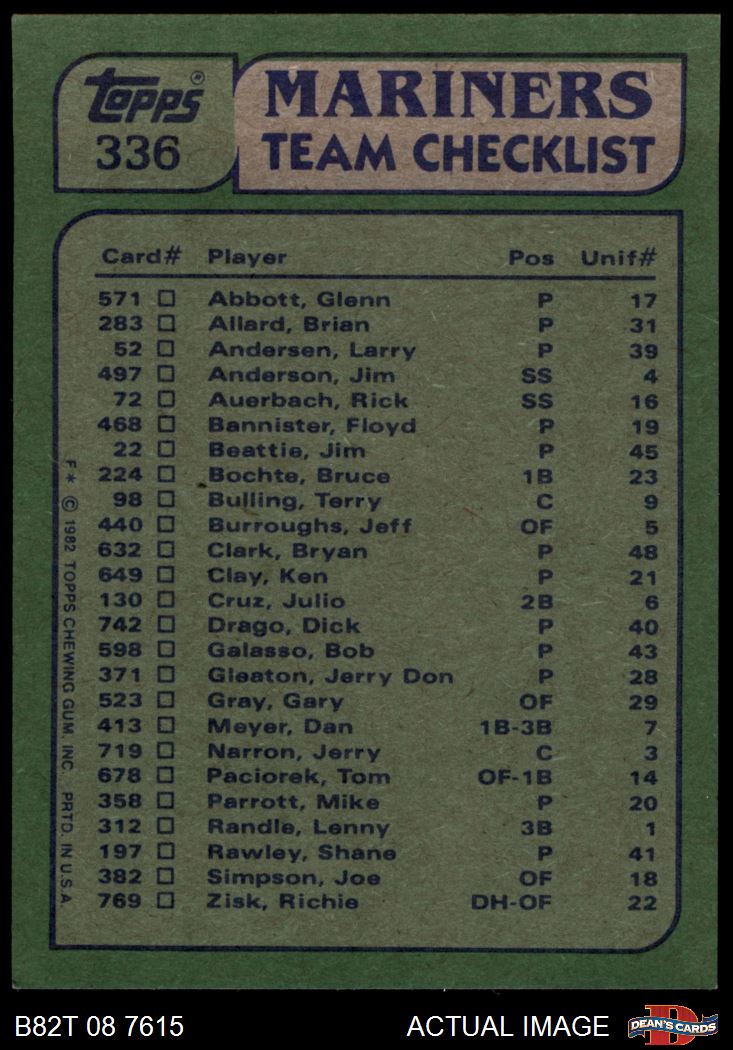 Topps®
336
MARINERS
TEAM CHECKLIST
Card# Player Pos Unif#
571 □ Abbott, Glenn P 17
283 □ Allard, Brian P 31
52 □ Andersen, Larry P 39
497 □ Anderson, Jim SS 4
72 □ Auerbach, Rick SS 16
468 □ Bannister, Floyd P 19
22 □ Beattie, Jim P 45
224 □ Bochte, Bruce 1B 23
98 □ Bulling, Terry C 9
440 □ Burroughs, Jeff OF 5
632 □ Clark, Bryan P 48
649 □ Clay, Ken P 21
130 □ Cruz, Julio 2B 6
742 □ Drago, Dick P 40
598 □ Galasso, Bob P 43
371 □ Gleaton, Jerry Don P 28
523 □ Gray, Gary OF 29
413 □ Meyer, Dan 1B-3B 7
719 □ Narron, Jerry C 3
678 □ Paciorek, Tom OF-1B 14
358 □ Parrott, Mike P 20
312 □ Randle, Lenny 3B 1
197 □ Rawley, Shane P 41
382 □ Simpson, Joe OF 18
769 □ Zisk, Richie DH-OF 22
F* © 1982 TOPPS CHEWING GUM, INC. PRTD. IN U.S.A.
B82T 08 7615 ACTUAL IMAGE
D
DEAN'S CARDS